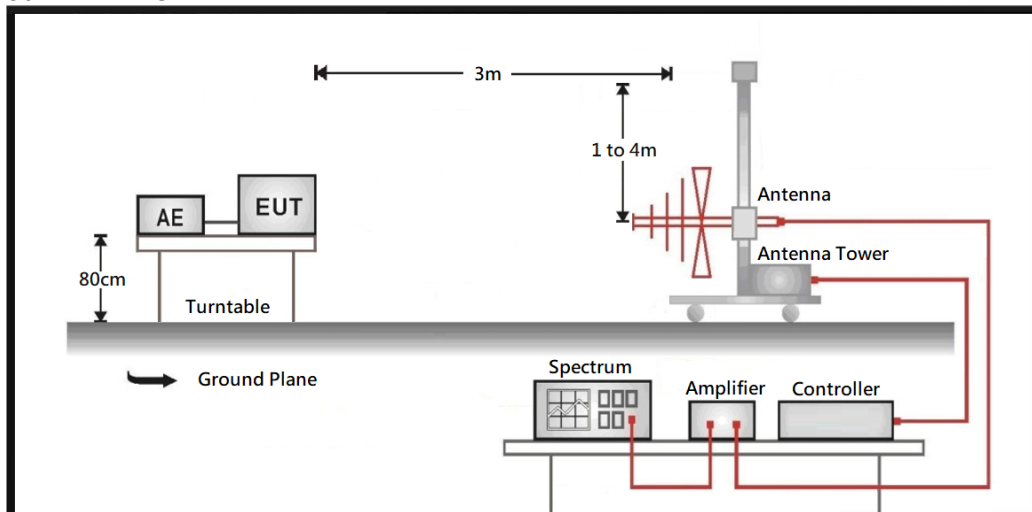 3m
1 to 4m
Antenna
AE
EUT
Antenna Tower
80cm
Turntable
Ground Plane
Spectrum
Amplifier
Controller